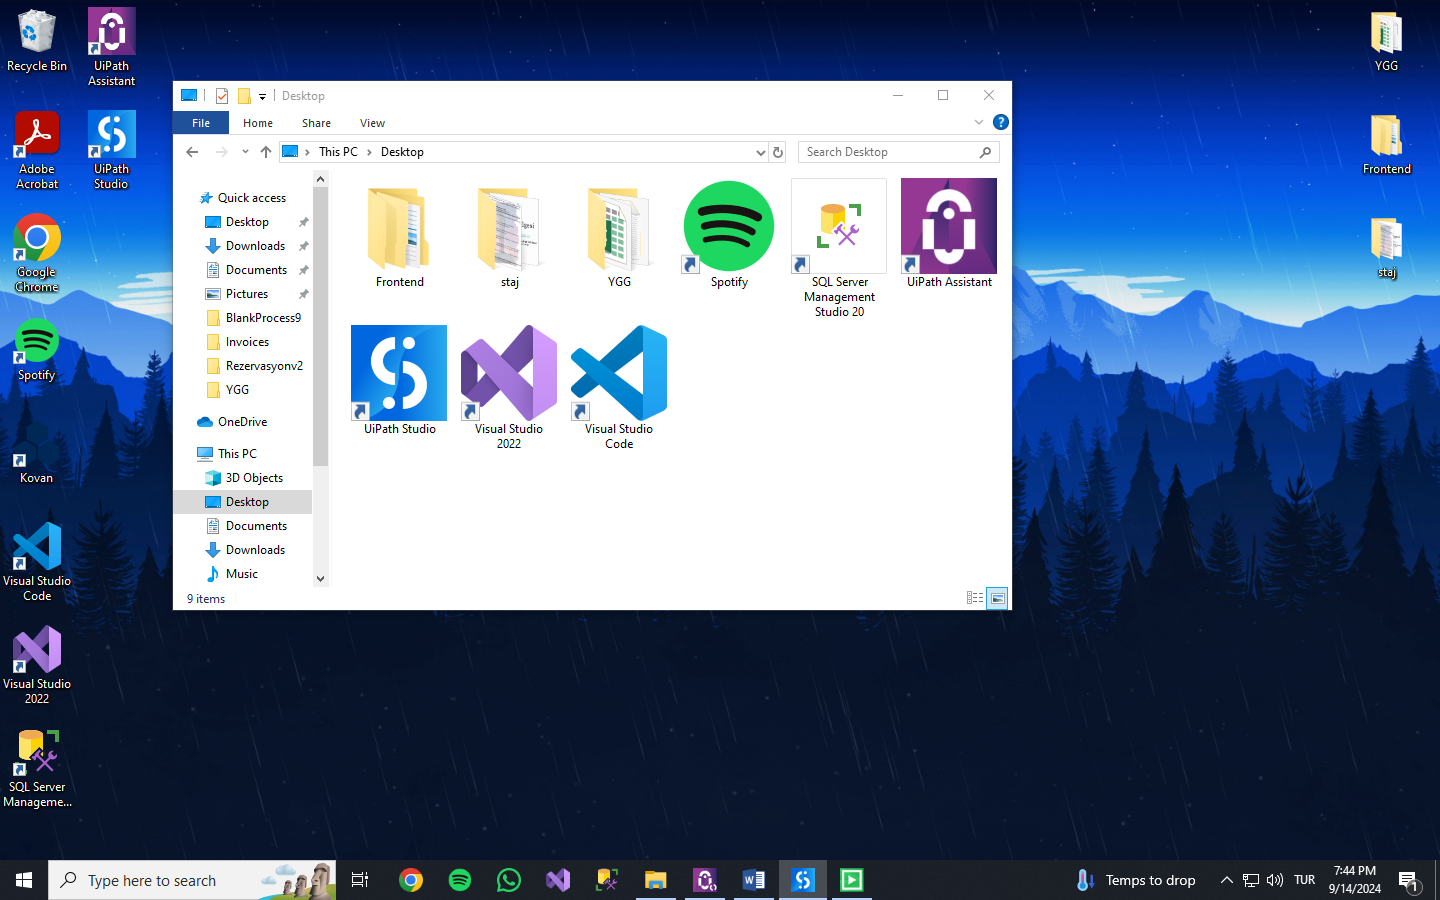 Recycle Bin
UiPath
Assistant
Adobe
Acrobat
UiPath
Studio
Google
Chrome
Spotify
Kovan
Visual Studio
Code
Visual Studio
2022
SQL Server
Manageme...
Desktop
File
Home
Share
View
This PC
Desktop
Search Desktop
Quick access
Desktop
Downloads
Documents
Pictures
BlankProcess9
Invoices
Rezervasyonv2
YGG
OneDrive
This PC
3D Objects
Desktop
Documents
Downloads
Music
Frontend
staj
YGG
Spotify
SQL Server
Management
Studio 20
UiPath Assistant
UiPath Studio
Visual Studio
2022
Visual Studio
Code
9 items
YGG
Frontend
staj
Type here to search
Temps to drop
TUR
7:44 PM
9/14/2024
1